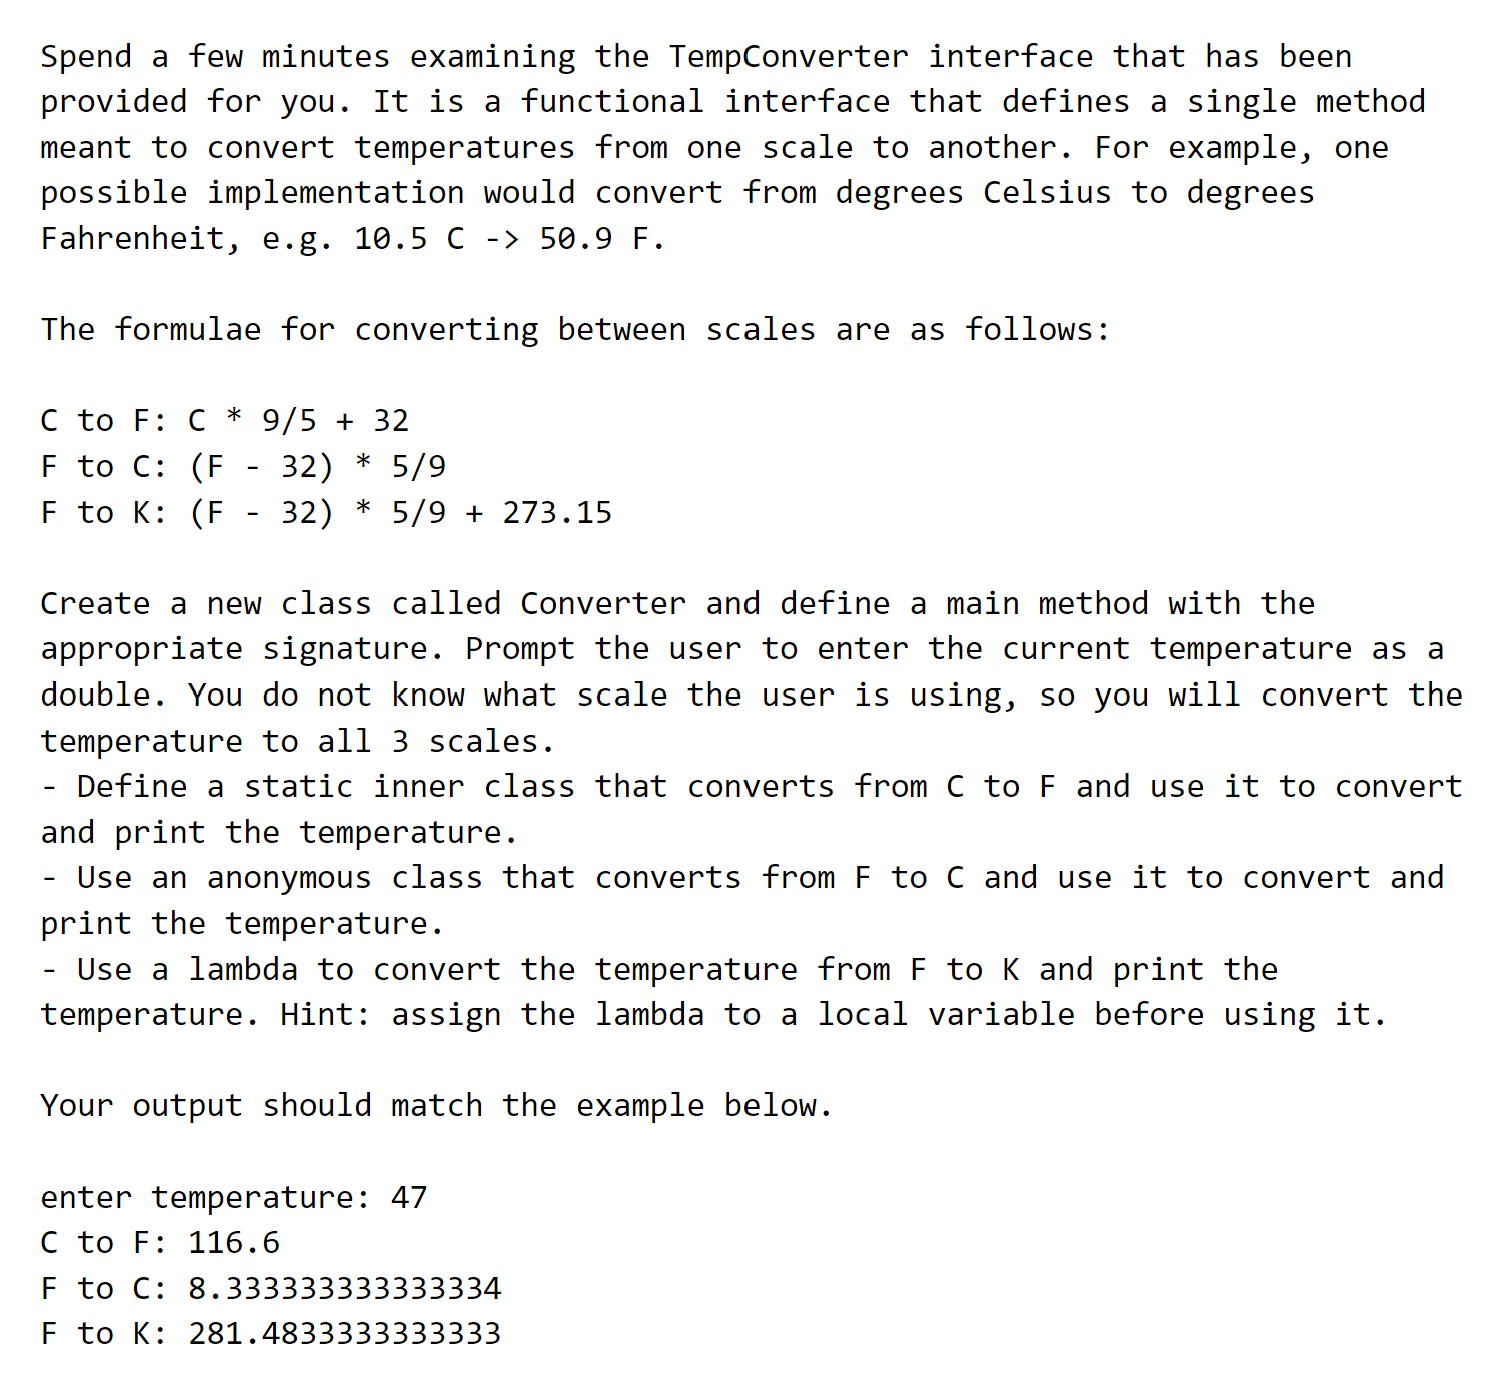 Spend a few minutes examining the TempConverter interface that has been
provided for you. It is a functional interface that defines a single method
meant to convert temperatures from one scale to another. For example, one
possible implementation would convert from degrees Celsius to degrees
Fahrenheit, e.g. 10.5 C -> 50.9 F.
The formulae for converting between scales are as follows:
C to F: C * 9/5 + 32
F to C: (F - 32) * 5/9
F to K: (F - 32) * 5/9 + 273.15
Create a new class called Converter and define a main method with the
appropriate signature. Prompt the user to enter the current temperature as a
double. You do not know what scale the user is using, so you will convert the
temperature to all 3 scales.
- Define a static inner class that converts from C to F and use it to convert
and print the temperature.
- Use an anonymous class that converts from F to C and use it to convert and
print the temperature.
- Use a lambda to convert the temperature from F to K and print the
temperature. Hint: assign the lambda to a local variable before using it.
Your output should match the example below.
enter temperature: 47
C to F: 116.6
F to C: 8.333333333333334
F to K: 281.4833333333333